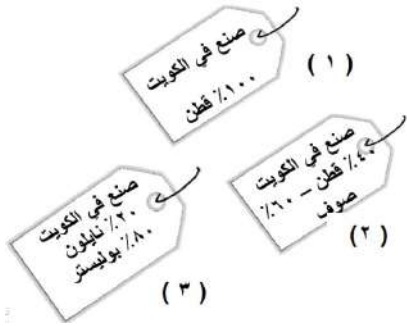 صنع في الكويت
١٠٠٪ قطن
( ١ )
صنع في الكويت
٤٠٪ قطن – ٦٠٪
صوف
( ٢ )
صنع في الكويت
٢٠٪ نايلون
٨٠٪ بوليستر
( ٣ )